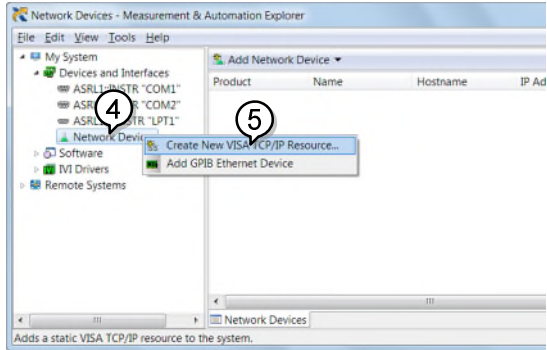 Network Devices - Measurement & Automation Explorer
File Edit View Tools Help
My System
Devices and Interfaces
ASRL1::INSTR "COM1"
"COM2"
"LPT1"
Network
Software
IVI Drivers
Remote Systems
Add Network Device
Product Name Hostname IP Ad
4
5
Create New VISA TCP/IP Resource...
Add GPIB Ethernet Device
Network Devices
Adds a static VISA TCP/IP resource to the system.